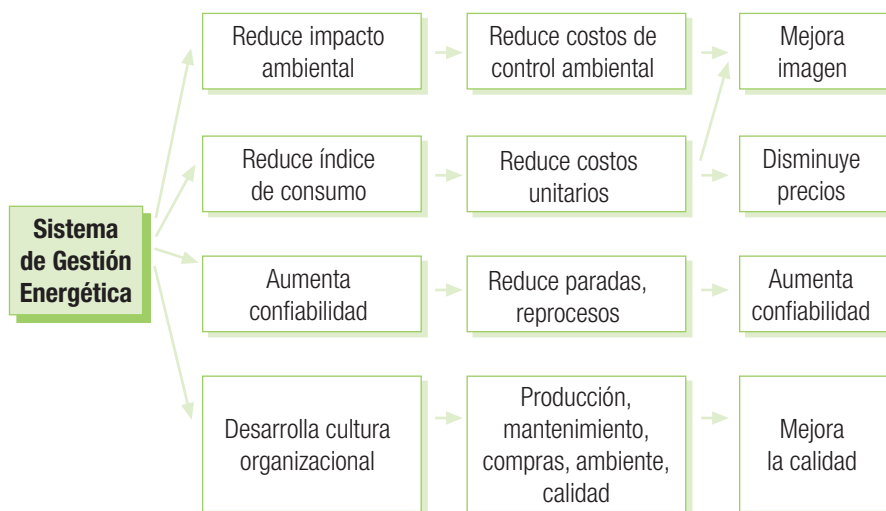 Reduce impacto
ambiental
Reduce costos de
control ambiental
Mejora
imagen
Reduce índice
de consumo
Reduce costos
unitarios
Disminuye
precios
Sistema
de Gestión
Energética
Aumenta
confiabilidad
Reduce paradas,
reprocesos
Aumenta
confiabilidad
Desarrolla cultura
organizacional
Producción,
mantenimiento,
compras, ambiente,
calidad
Mejora
la calidad